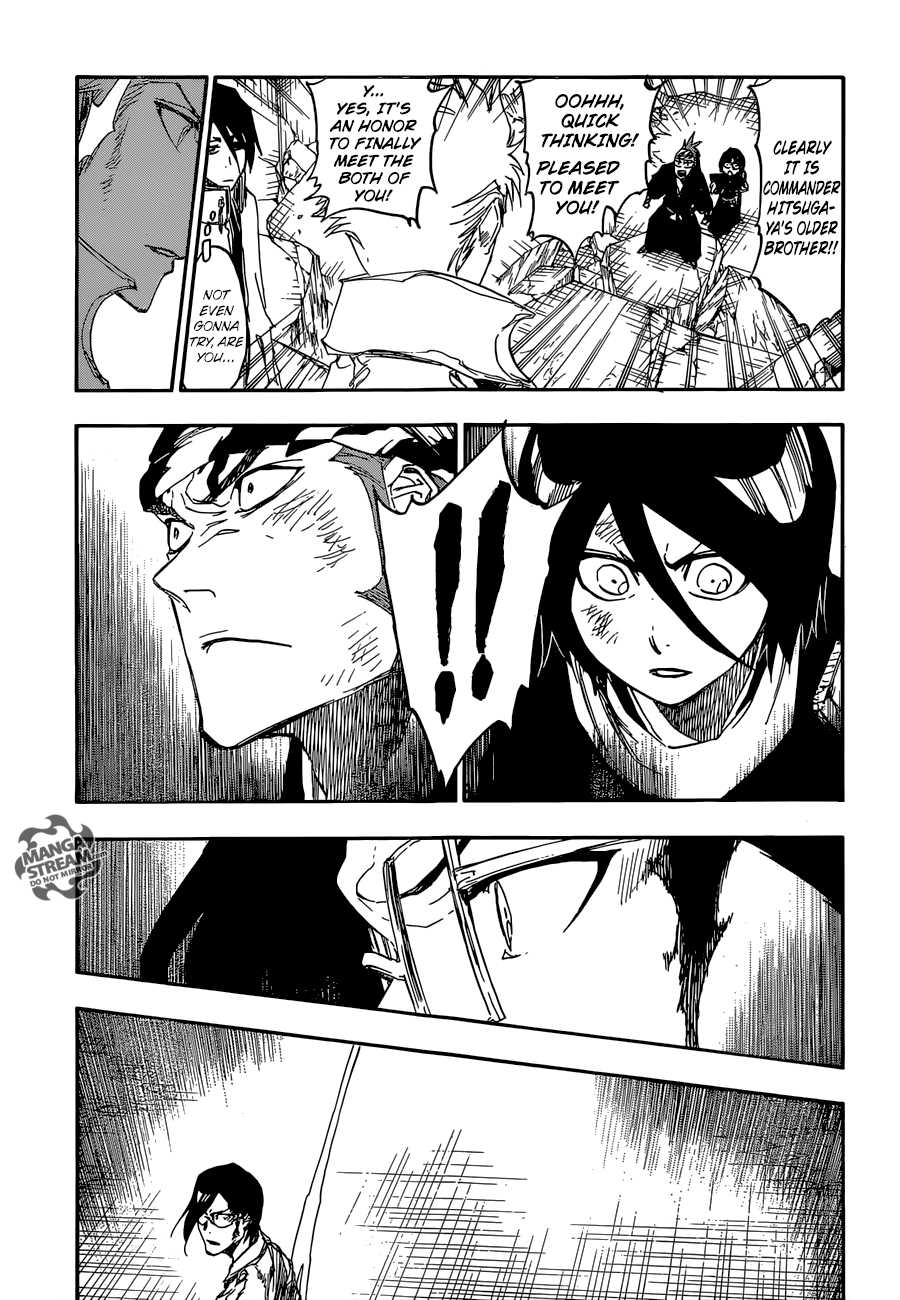 CLEARLY
IT IS
COMMANDER
HITSUGA-
YA'S OLDER
BROTHER!!
OOHHH,
QUICK
THINKING!
PLEASED
TO MEET
YOU!
Y...
YES, IT'S
AN HONOR
TO FINALLY
MEET THE
BOTH OF
YOU!
NOT
EVEN
GONNA
TRY, ARE
YOU...
!!
MANGA
STREAM
DO NOT MIRROR